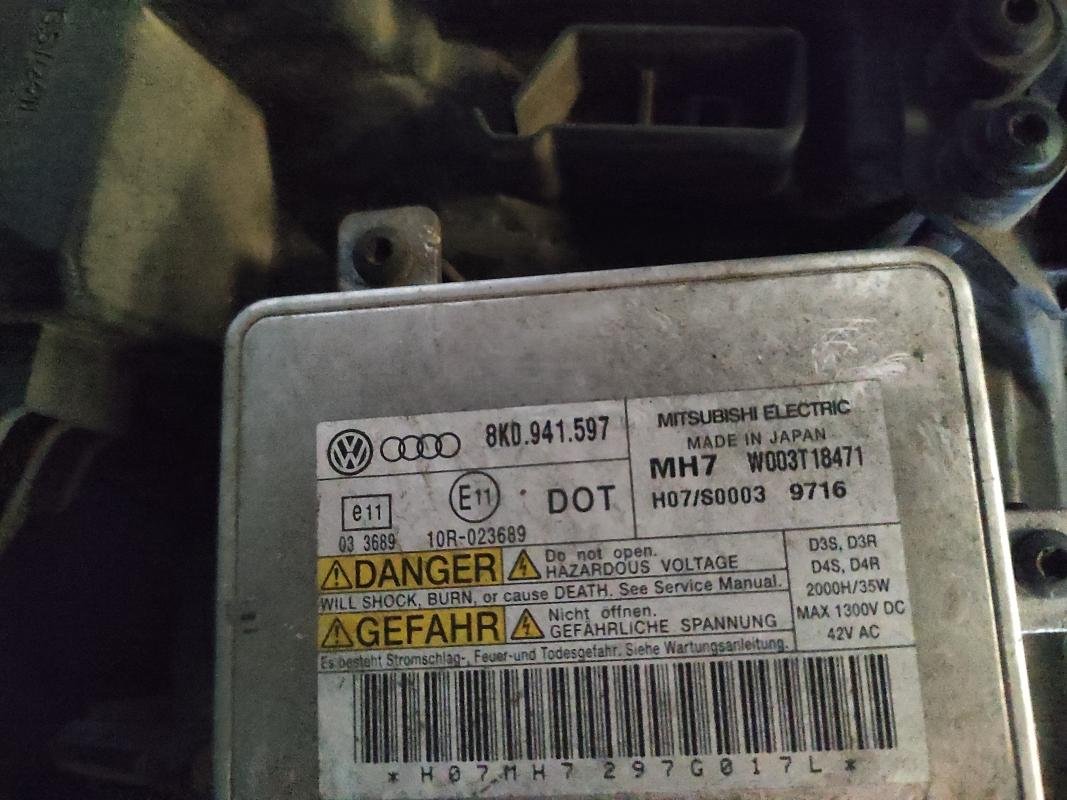 8K0.941.597
MITSUBISHI ELECTRIC
MADE IN JAPAN
MH7 W003T18471
H07/S0003 9716
e11
E11
DOT
03 3689 10R-023689
DANGER
Do not open.
HAZARDOUS VOLTAGE
WILL SHOCK, BURN, or cause DEATH. See Service Manual.
GEFAHR
Nicht öffnen.
GEFÄHRLICHE SPANNUNG
Es besteht Stromschlag-, Feuer-und Todesgefahr. Siehe Wartungsanleitung.
D3S, D3R
D4S, D4R
2000H/35W
MAX 1300V DC
42V AC
* H 0 7 M H 7 2 9 7 G 0 1 7 L *